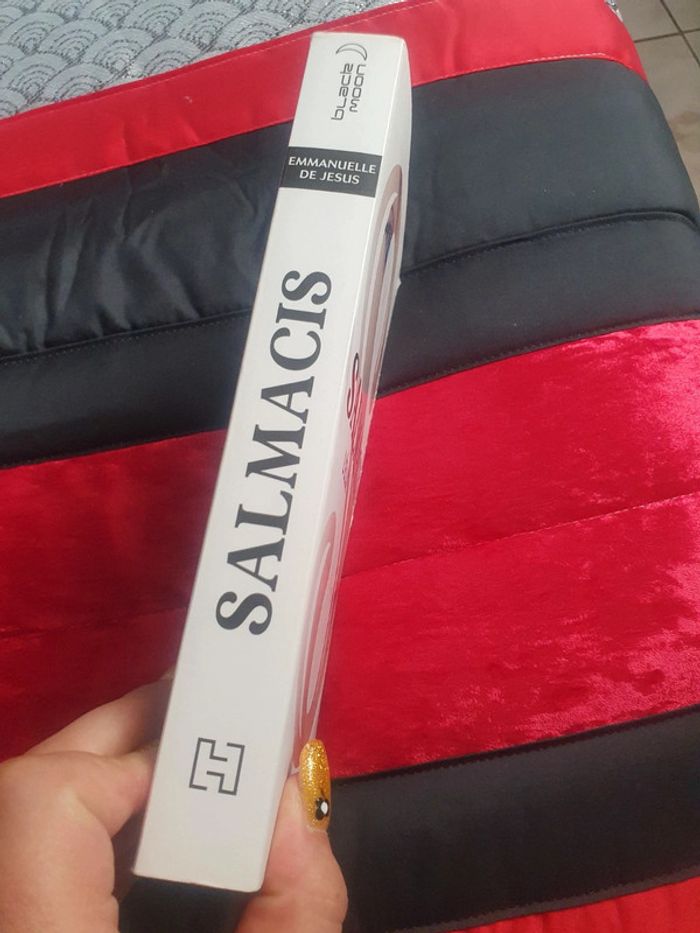 black
moon
EMMANUELLE
DE JESUS
SALMACIS
H